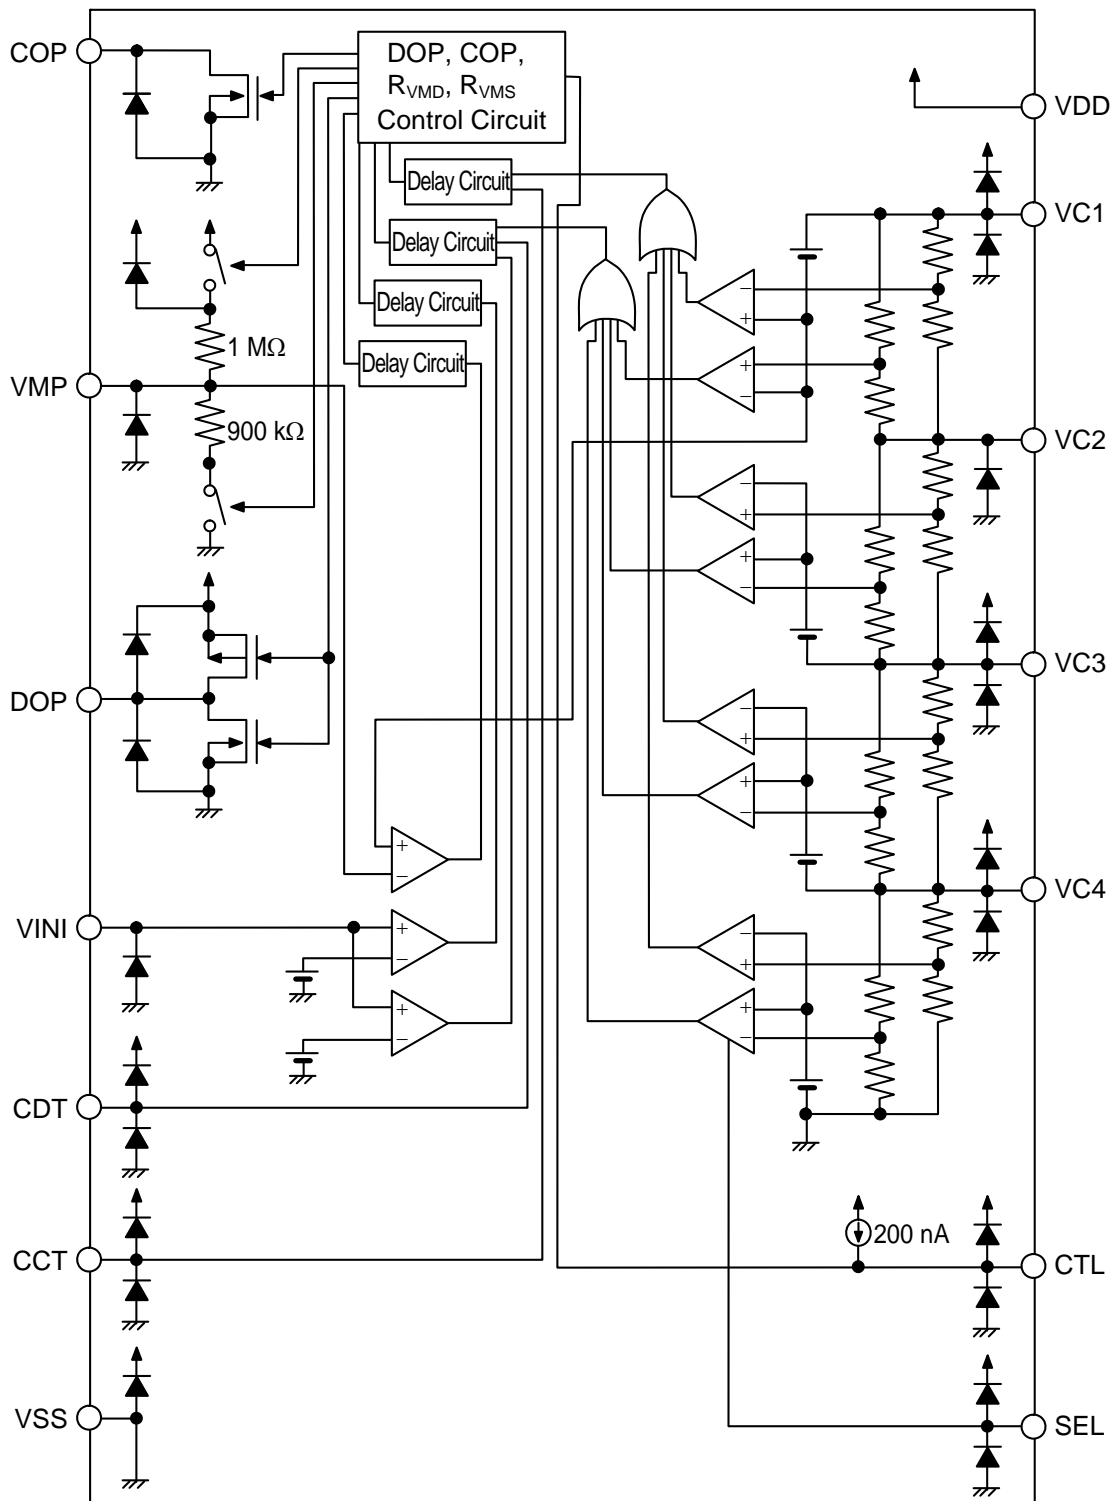 COP
DOP, COP,
RVMD, RVMS
Control Circuit
VDD
Delay Circuit
VC1
Delay Circuit
Delay Circuit
1 MΩ
Delay Circuit
VMP
900 kΩ
VC2
VC3
DOP
VC4
VINI
CDT
200 nA
CCT
CTL
VSS
SEL
−
+
+
−
−
+
+
−
−
+
+
−
−
+
+
−
+
−
+
−
+
−